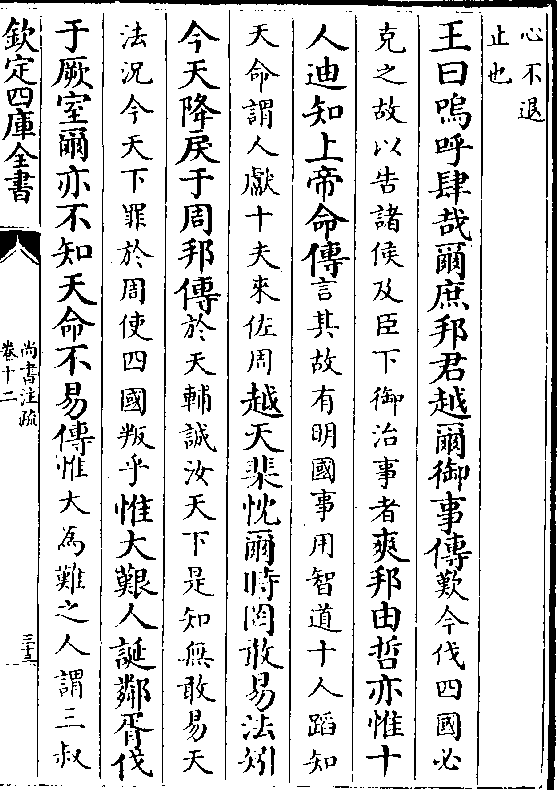 心不退
止也
王曰嗚呼肆哉爾庶邦君越爾御事傳歎今伐四國必
克之故以告諸侯及臣下御治事者爽邦由哲亦惟十
人迪知上帝命傳言其故有明國事用智道十人蹈知
天命謂人獻十夫來佐周越天棐忱爾時罔敢易法矧
今天降戾于周邦傳於天輔誠汝天下是知無敢易天
法況今天下罪於周使四國叛乎惟大艱人誕鄰胥伐
于厥室爾亦不知天命不易傳惟大為難之人謂三叔
欽定四庫全書
尚書注疏
卷十二
三十五